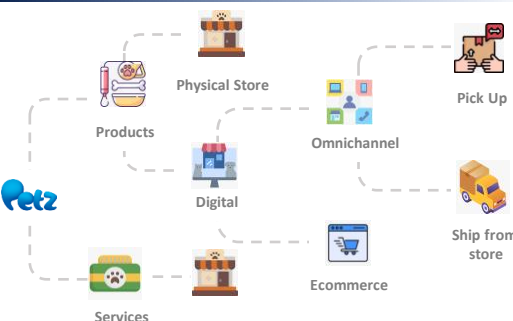 Physical Store
Pick Up
Products
Omnichannel
petz
Digital
Ship from
store
Ecommerce
Services